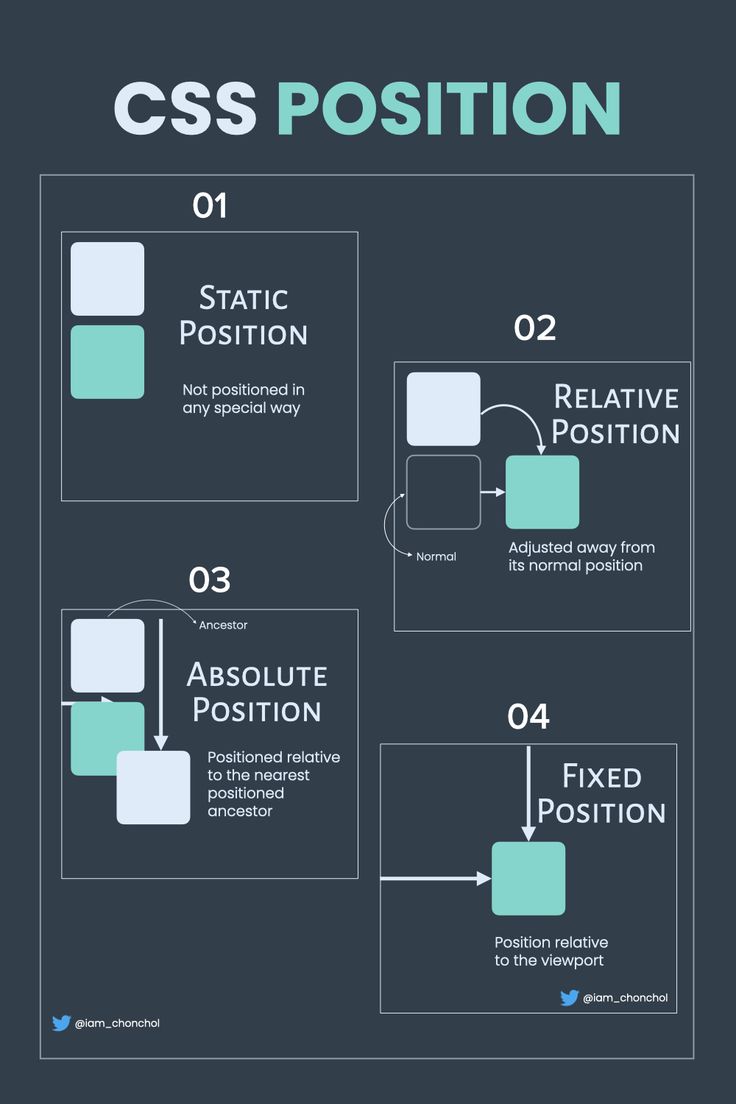 CSS POSITION
01
Static
Position
Not positioned in
any special way
02
Relative
Position
Normal
Adjusted away from
its normal position
03
Ancestor
Absolute
Position
Positioned relative
to the nearest
positioned
ancestor
04
Fixed
Position
Position relative
to the viewport
@iam_chonchol
@iam_chonchol